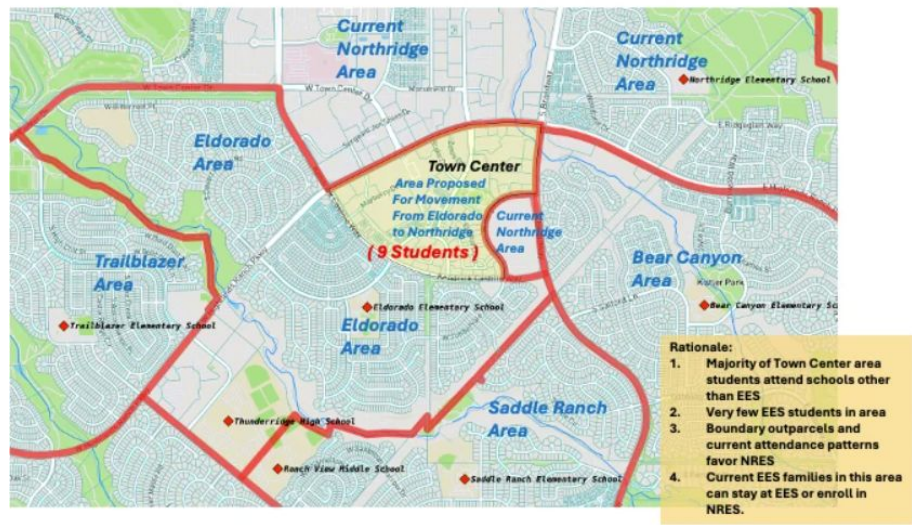 Current
Northridge
Area
Current
Northridge
Area
Northridge Elementary School
W Town Center Dr
E Ridgeglen Way
Eldorado
Area
Town Center
Area Proposed
For Movement
From Eldorado
to Northridge
( 9 Students )
Current
Northridge
Area
Trailblazer
Area
Bear Canyon
Area
Eldorado Elementary School
Bear Canyon Elementary Sc
Trailblazer Elementary School
Eldorado
Area
Saddle Ranch
Area
Thunderridge High School
Ranch View Middle School
Saddle Ranch Elementary School
Rationale:
1. Majority of Town Center area
students attend schools other
than EES
2. Very few EES students in area
3. Boundary outparcels and
current attendance patterns
favor NRES
4. Current EES families in this area
can stay at EES or enroll in
NRES.